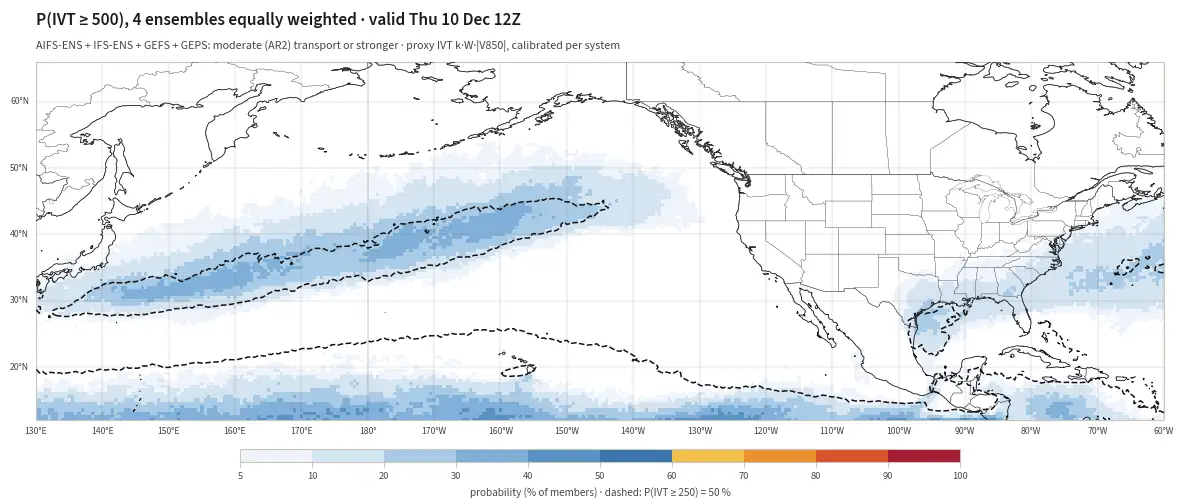 P(IVT ≥ 500), 4 ensembles equally weighted · valid Thu 10 Dec 12Z
AIFS-ENS + IFS-ENS + GEFS + GEPS: moderate (AR2) transport or stronger · proxy IVT k·W·|V850|, calibrated per system
60°N
50°N
40°N
30°N
20°N
130°E 140°E 150°E 160°E 170°E 180° 170°W 160°W 150°W 140°W 130°W 120°W 110°W 100°W 90°W 80°W 70°W 60°W
5 10 20 30 40 50 60 70 80 90 100
probability (% of members) · dashed: P(IVT ≥ 250) = 50 %